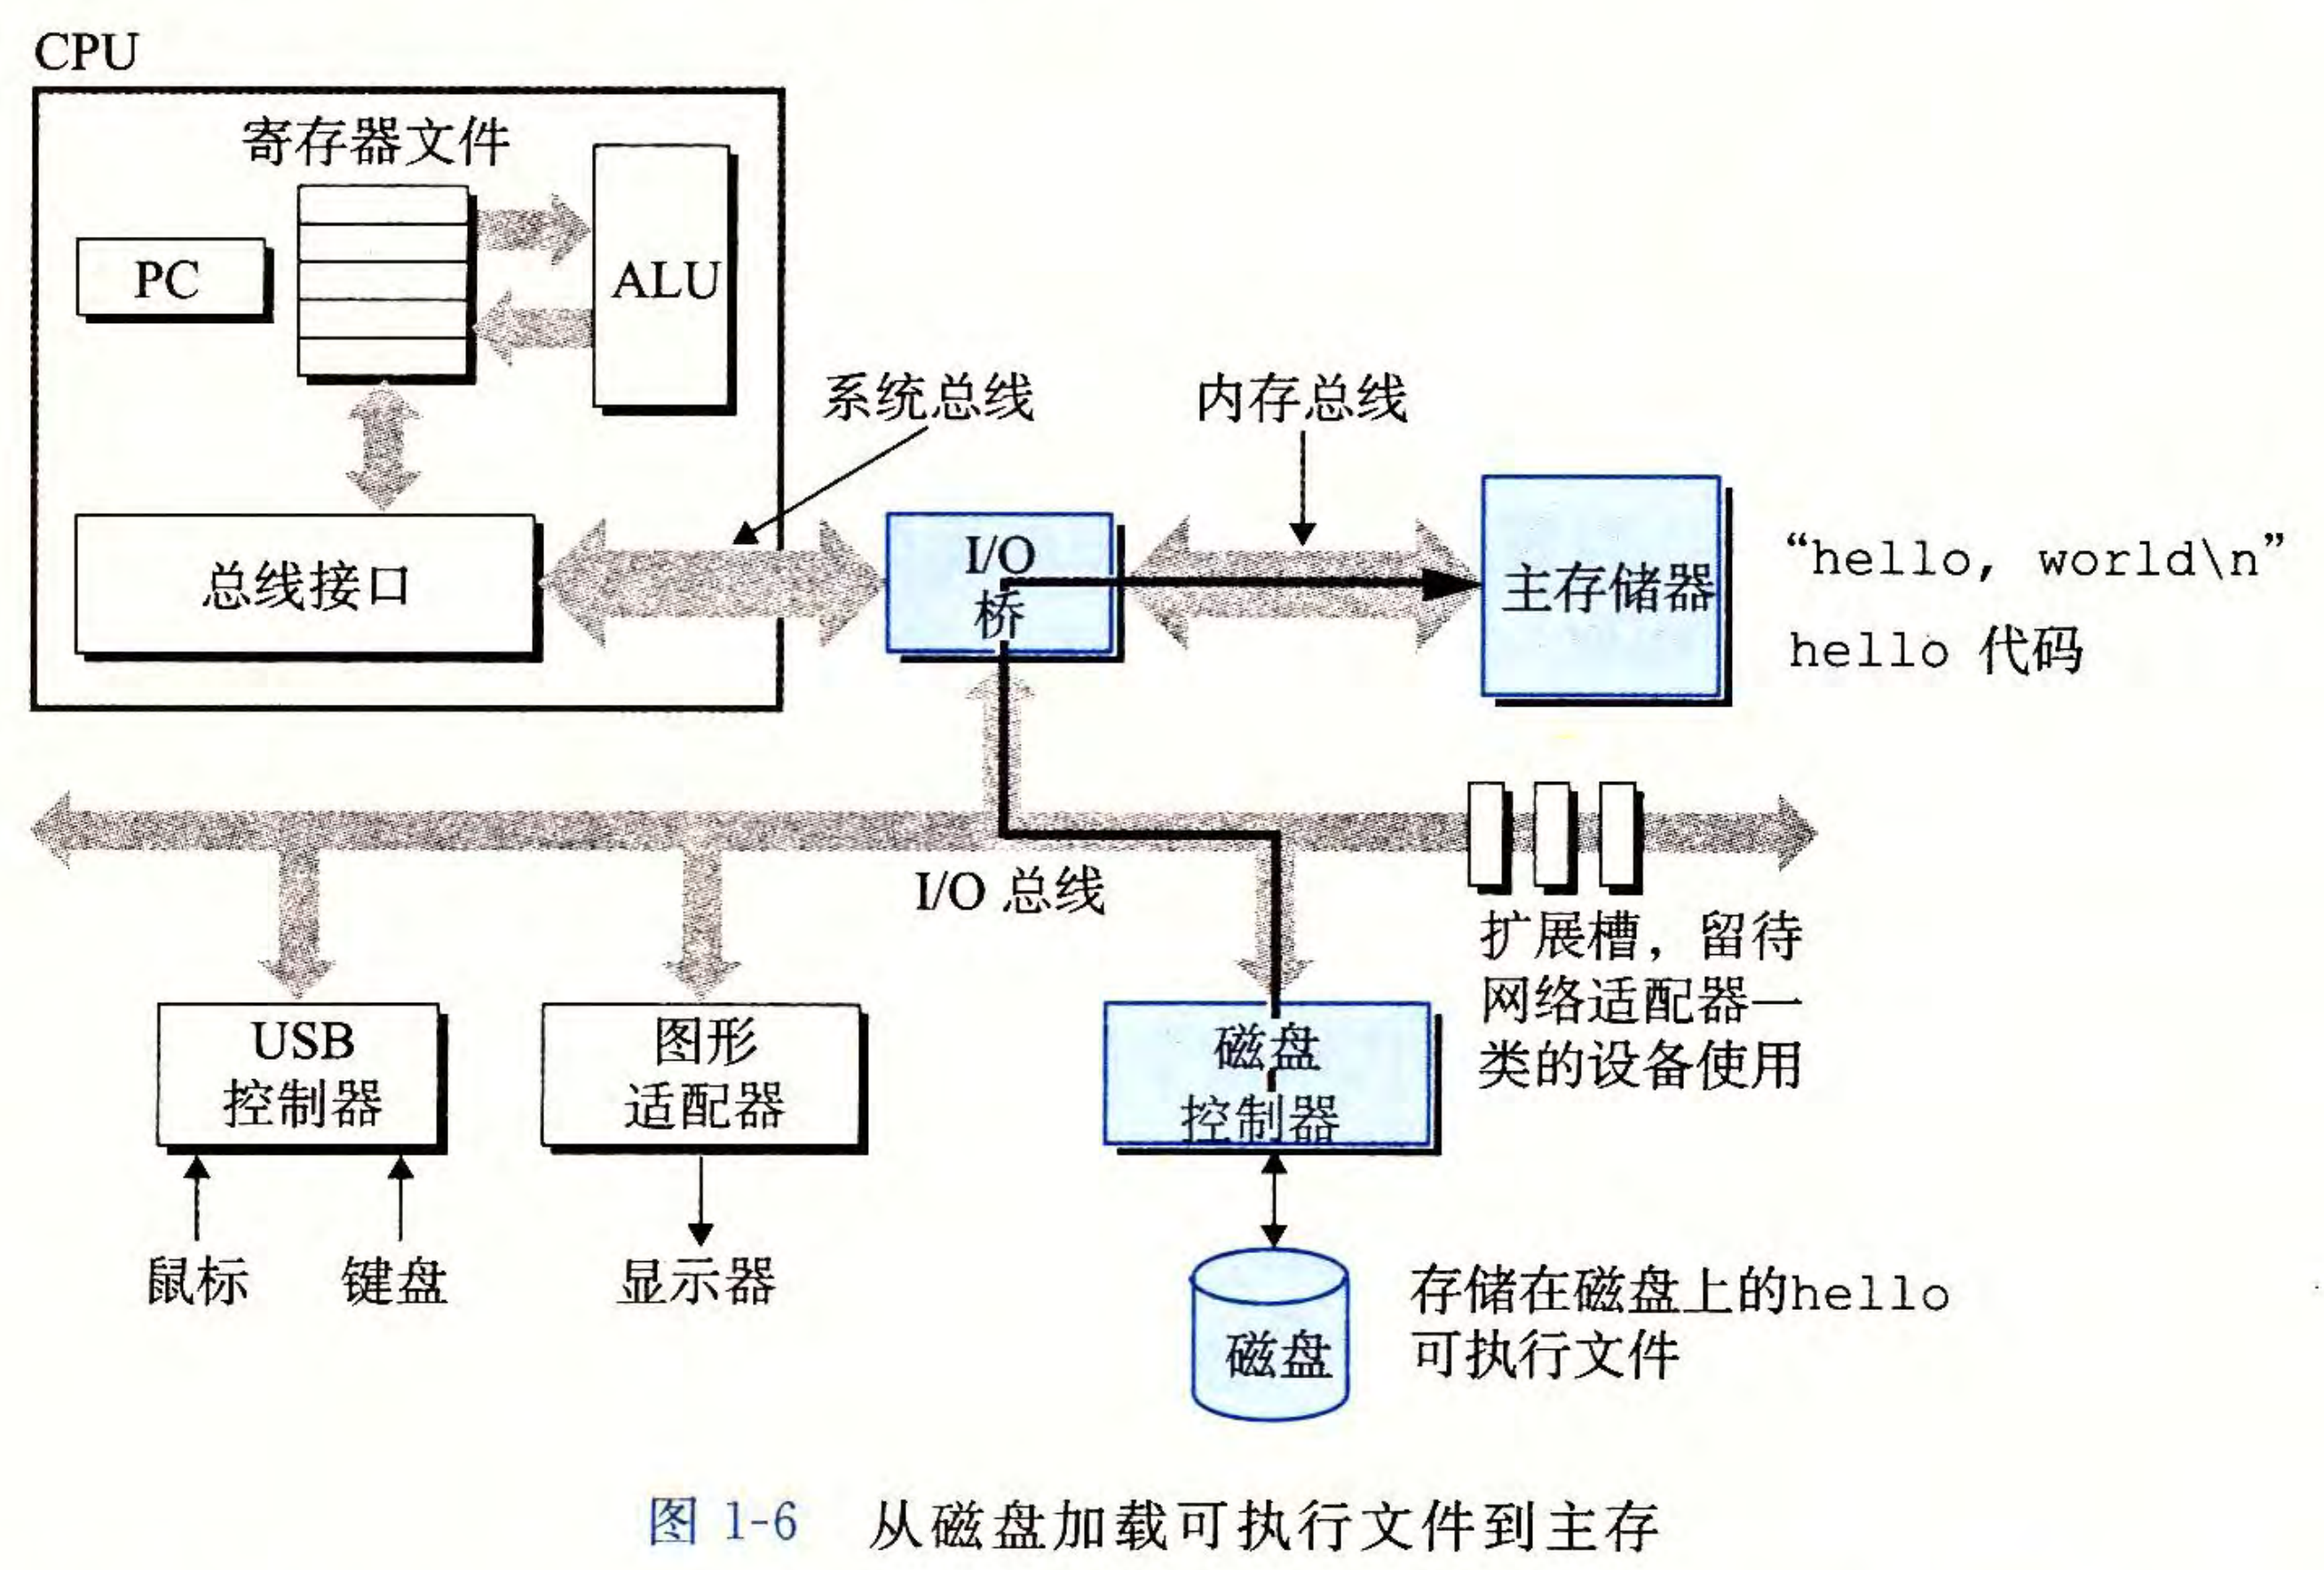 CPU
寄存器文件
PC
ALU
系统总线
内存总线
总线接口
I/O
桥
主存储器
“hello, world\n”
hello 代码
I/O 总线
扩展槽，留待
网络适配器一
类的设备使用
USB
控制器
图形
适配器
磁盘
控制器
鼠标
键盘
显示器
磁盘
存储在磁盘上的hello
可执行文件
图 1-6 从磁盘加载可执行文件到主存